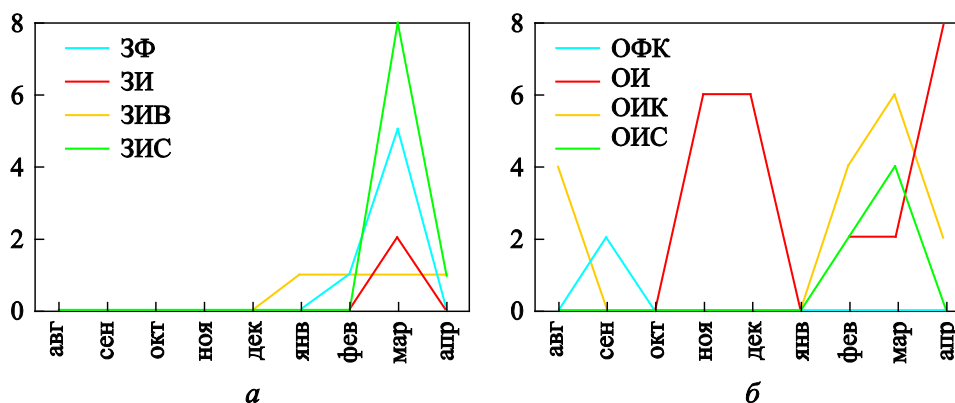 8
6
4
2
0
ЗФ
ЗИ
ЗИВ
ЗИС
авг
сен
окт
ноя
дек
янв
фев
мар
апр
а
8
6
4
2
0
ОФК
ОИ
ОИК
ОИС
авг
сен
окт
ноя
дек
янв
фев
мар
апр
б